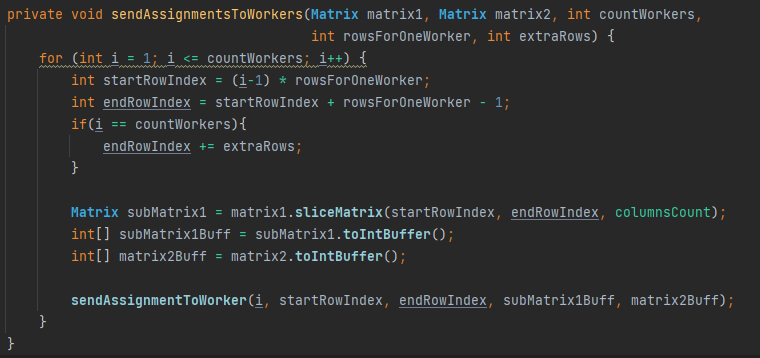 private void sendAssignmentsToWorkers(Matrix matrix1, Matrix matrix2, int countWorkers,
                                      int rowsForOneWorker, int extraRows) {
    for (int i = 1; i <= countWorkers; i++) {
        int startRowIndex = (i-1) * rowsForOneWorker;
        int endRowIndex = startRowIndex + rowsForOneWorker - 1;
        if(i == countWorkers){
            endRowIndex += extraRows;
        }

        Matrix subMatrix1 = matrix1.sliceMatrix(startRowIndex, endRowIndex, columnsCount);
        int[] subMatrix1Buff = subMatrix1.toIntBuffer();
        int[] matrix2Buff = matrix2.toIntBuffer();

        sendAssignmentToWorker(i, startRowIndex, endRowIndex, subMatrix1Buff, matrix2Buff);
    }
}